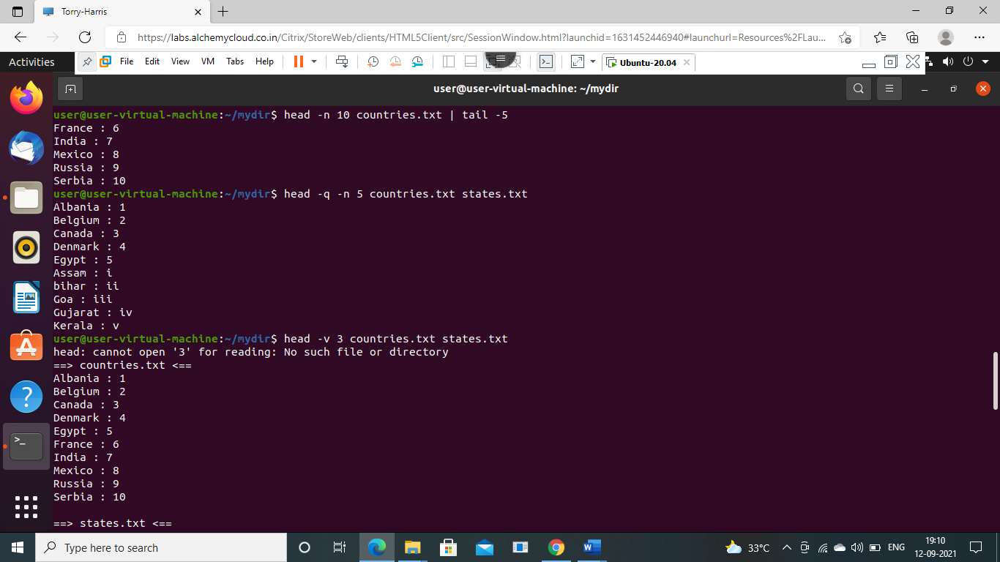 Torry-Harris
https://labs.alchemycloud.co.in/Citrix/StoreWeb/clients/HTML5Client/src/SessionWindow.html?launchid=1631452446940#launchurl=Resources%2FLau...
Activities
File Edit View VM Tabs Help
Ubuntu-20.04
user@user-virtual-machine: ~/mydir
user@user-virtual-machine:~/mydir$ head -n 10 countries.txt | tail -5
France : 6
India : 7
Mexico : 8
Russia : 9
Serbia : 10
user@user-virtual-machine:~/mydir$ head -q -n 5 countries.txt states.txt
Albania : 1
Belgium : 2
Canada : 3
Denmark : 4
Egypt : 5
Assam : i
bihar : ii
Goa : iii
Gujarat : iv
Kerala : v
user@user-virtual-machine:~/mydir$ head -v 3 countries.txt states.txt
head: cannot open '3' for reading: No such file or directory
==> countries.txt <==
Albania : 1
Belgium : 2
Canada : 3
Denmark : 4
Egypt : 5
France : 6
India : 7
Mexico : 8
Russia : 9
Serbia : 10
==> states.txt <==
Type here to search
33°C
ENG
19:10
12-09-2021